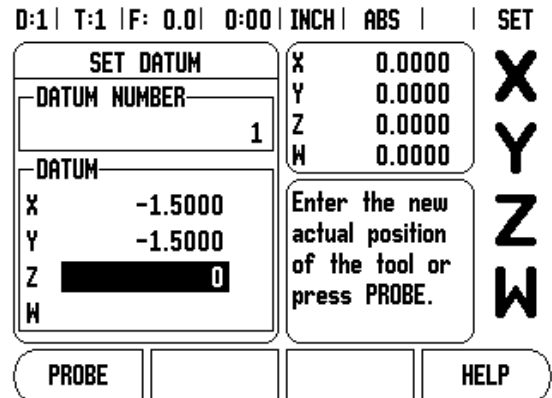 D:1 | T:1 | F: 0.0 | 0:00 | INCH | ABS | | SET
SET DATUM
DATUM NUMBER
1
DATUM
X -1.5000
Y -1.5000
Z 0
W
X 0.0000
Y 0.0000
Z 0.0000
W 0.0000
Enter the new
actual position
of the tool or
press PROBE.
X
Y
Z
W
PROBE
HELP